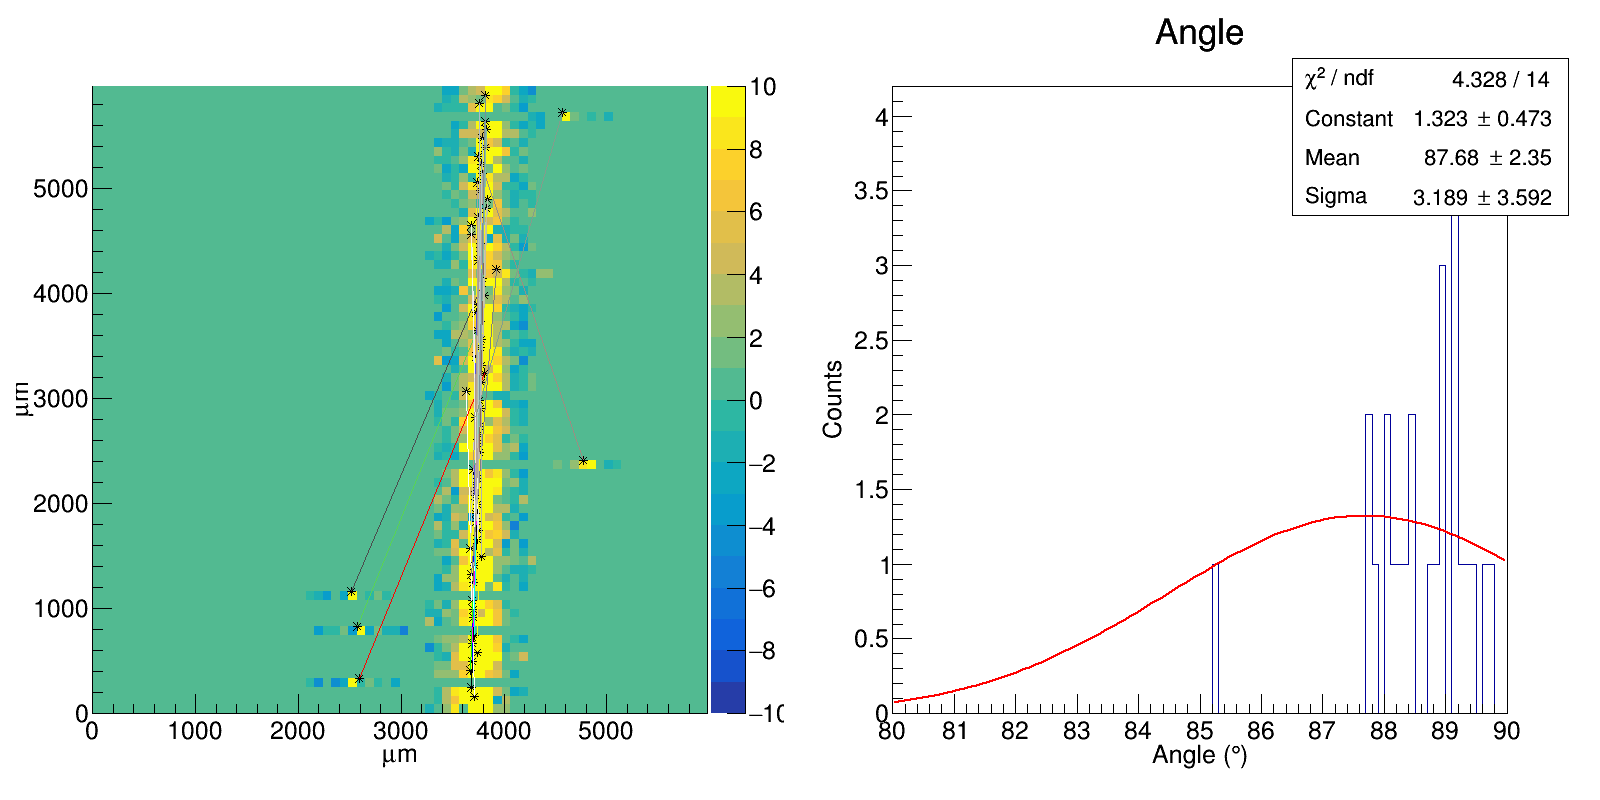 Angle
χ² / ndf 4.328 / 14
Constant 1.323 ± 0.473
Mean 87.68 ± 2.35
Sigma 3.189 ± 3.592
μm
5000
4000
3000
2000
1000
0
0 1000 2000 3000 4000 5000
μm
10
8
6
4
2
0
−2
−4
−6
−8
−10
Counts
4
3.5
3
2.5
2
1.5
1
0.5
0
80 81 82 83 84 85 86 87 88 89 90
Angle (°)